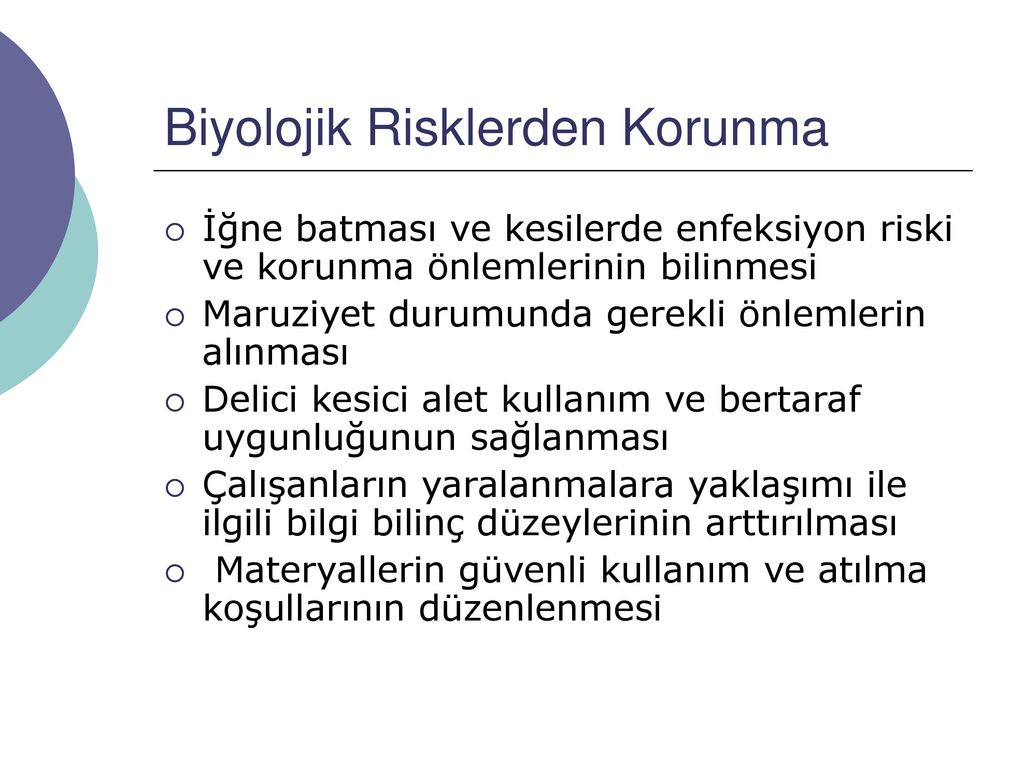 Biyolojik Risklerden Korunma
İğne batması ve kesilerde enfeksiyon riski
ve korunma önlemlerinin bilinmesi
Maruziyet durumunda gerekli önlemlerin
alınması
Delici kesici alet kullanım ve bertaraf
uygunluğunun sağlanması
Çalışanların yaralanmalara yaklaşımı ile
ilgili bilgi bilinç düzeylerinin arttırılması
Materyallerin güvenli kullanım ve atılma
koşullarının düzenlenmesi